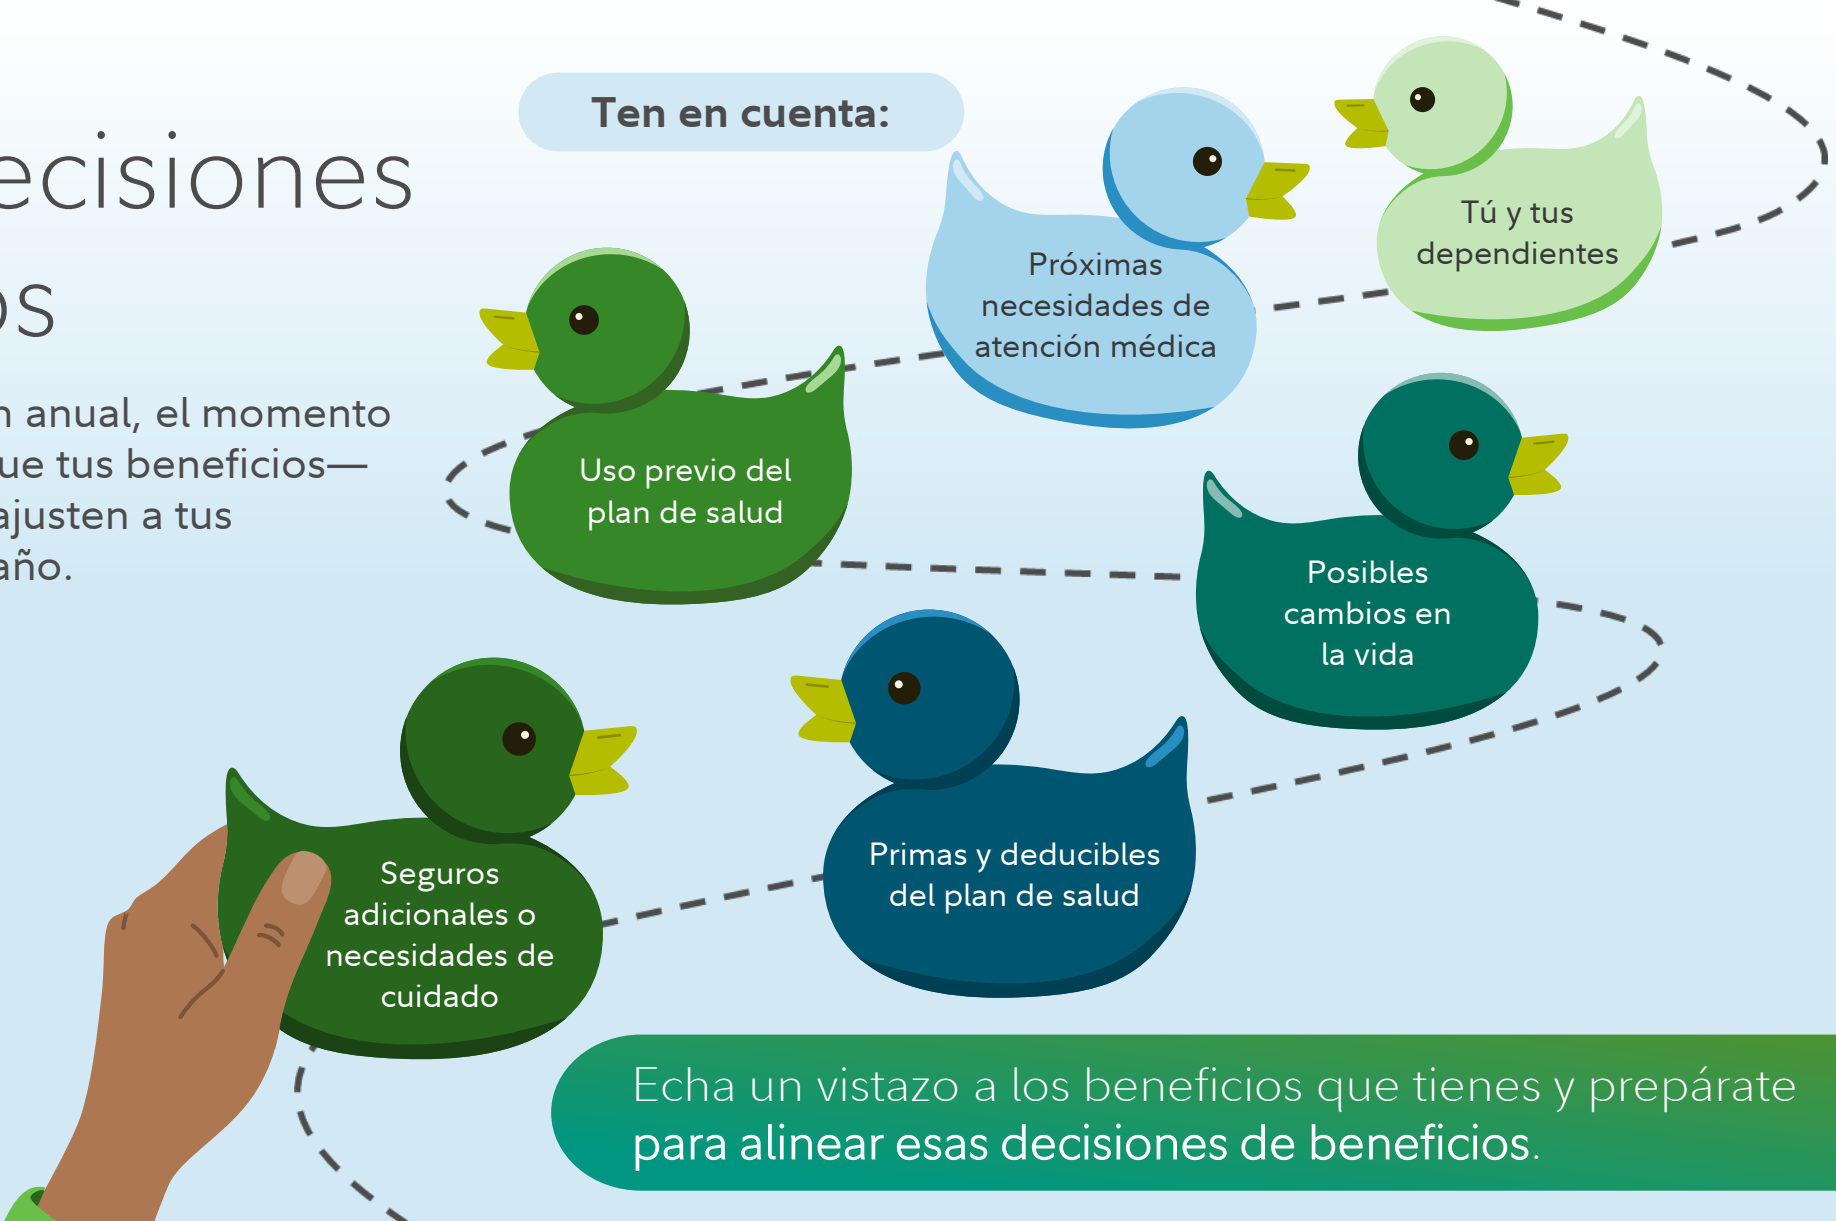 ecisiones
os
n anual, el momento
ue tus beneficios—
ajusten a tus
año.
Ten en cuenta:
Tú y tus
dependientes
Próximas
necesidades de
atención médica
Uso previo del
plan de salud
Posibles
cambios en
la vida
Primas y deducibles
del plan de salud
Seguros
adicionales o
necesidades de
cuidado
Echa un vistazo a los beneficios que tienes y prepárate
para alinear esas decisiones de beneficios.